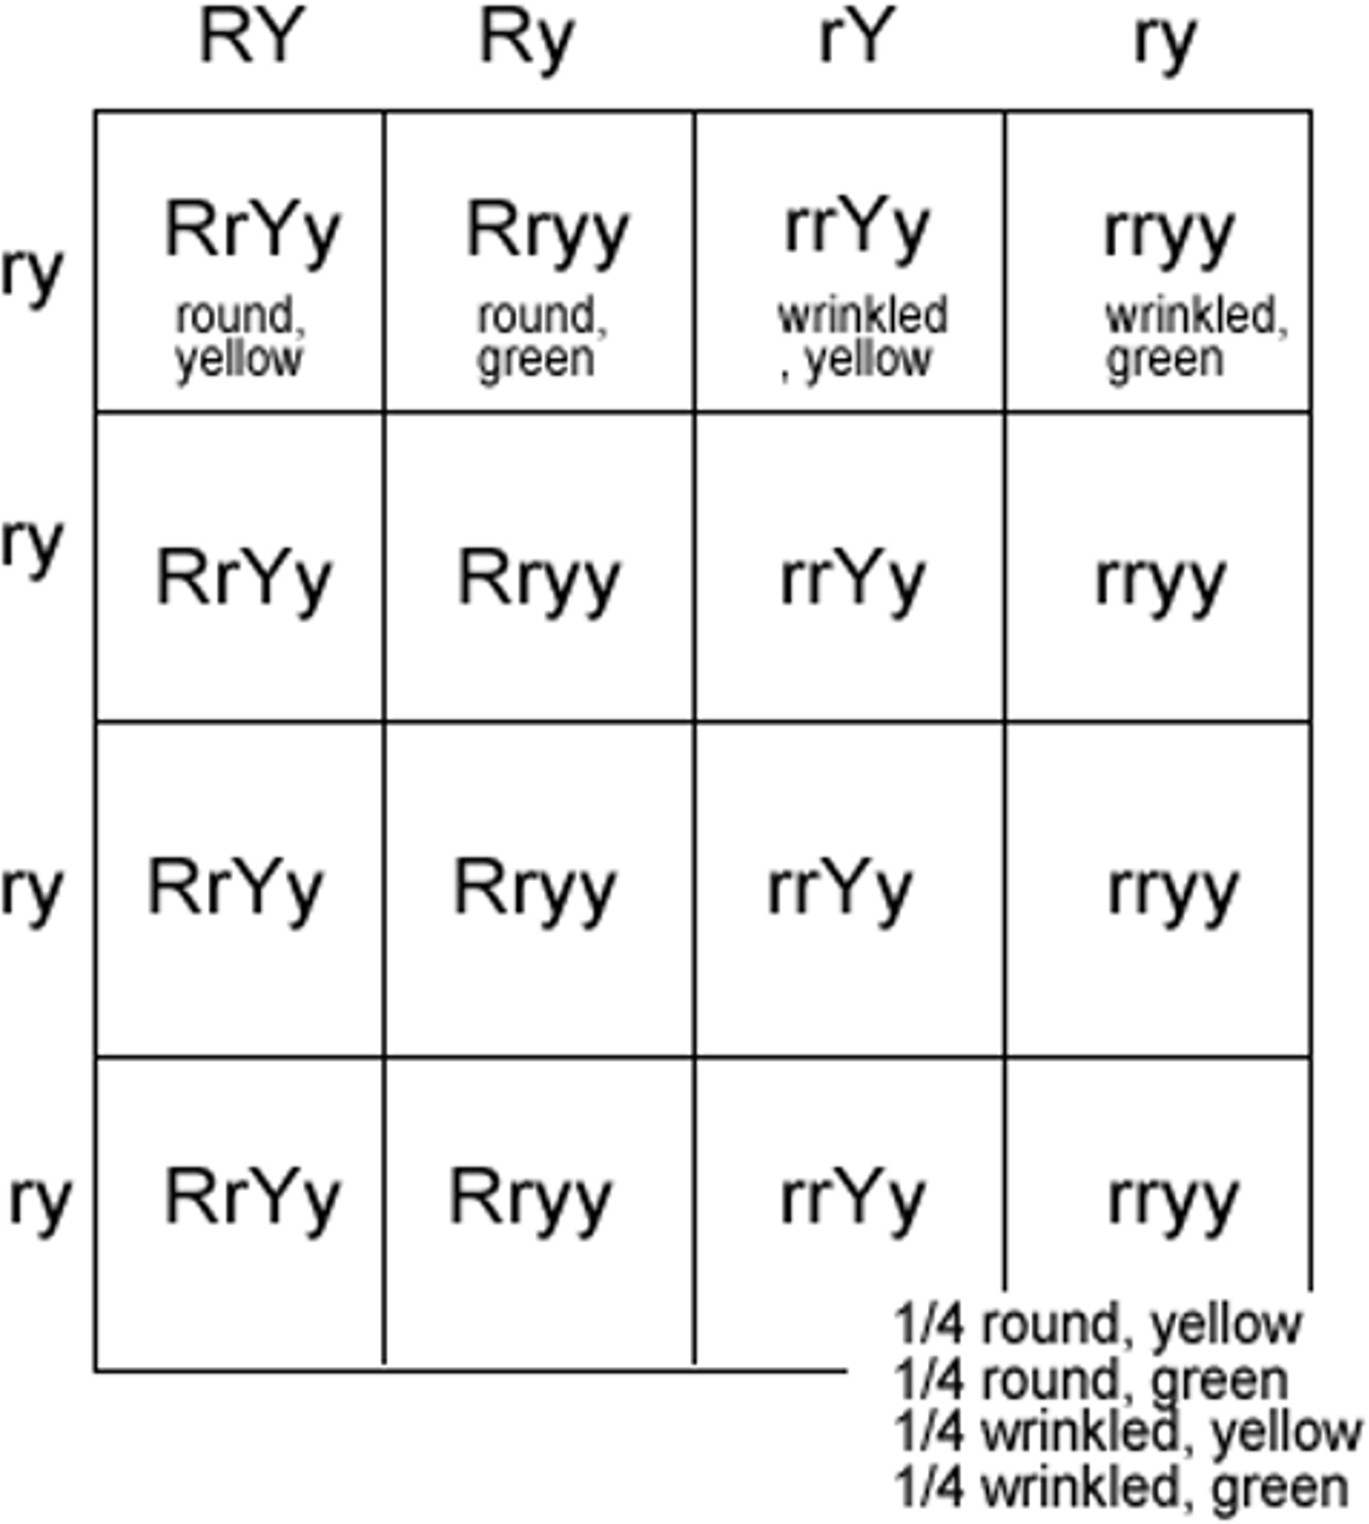 RY Ry rY ry
ry RrYy Rryy rrYy rryy
round, round, wrinkled wrinkled,
yellow green , yellow green
ry RrYy Rryy rrYy rryy
ry RrYy Rryy rrYy rryy
ry RrYy Rryy rrYy rryy
1/4 round, yellow
1/4 round, green
1/4 wrinkled, yellow
1/4 wrinkled, green